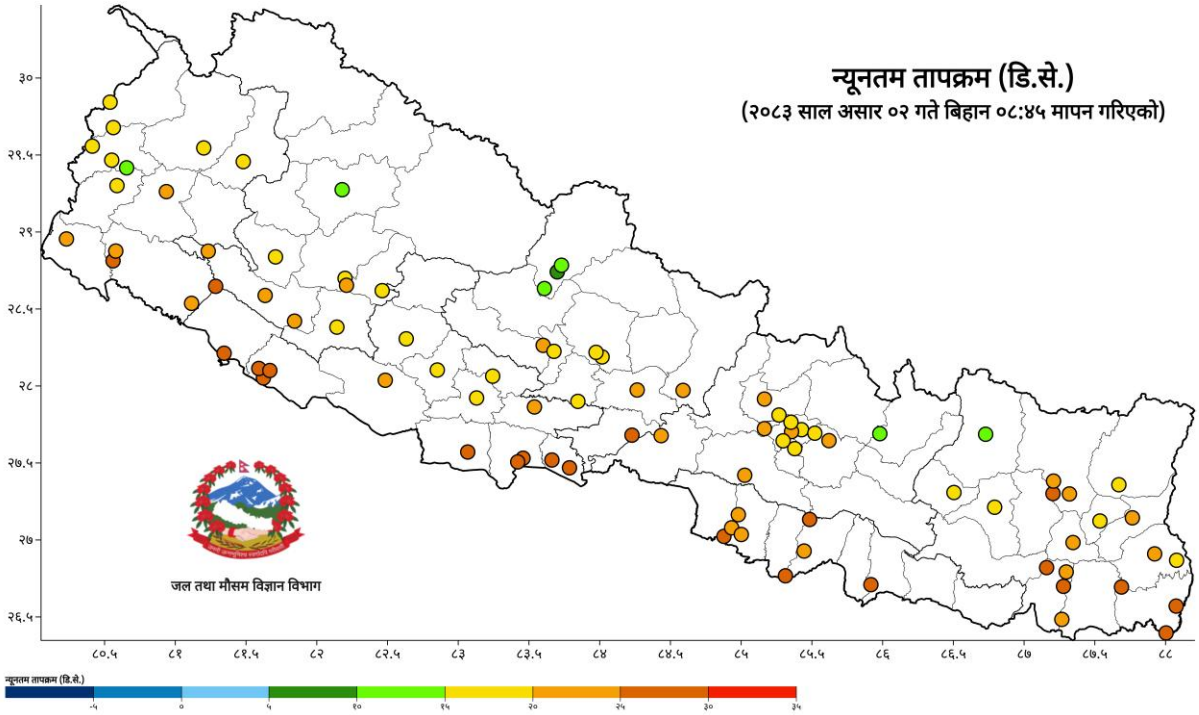 न्यूनतम तापक्रम (डि.से.)
(२०८३ साल असार ०२ गते बिहान ०८:४५ मापन गरिएको)
३०
२९.५
२९
२८.५
२८
२७.५
२७
२६.५
जल तथा मौसम विज्ञान विभाग
८०.५ ८१ ८१.५ ८२ ८२.५ ८३ ८३.५ ८४ ८४.५ ८५ ८५.५ ८६ ८६.५ ८७ ८७.५ ८८
न्यूनतम तापक्रम (डि.से.)
-५ ० ५ १० १५ २० २५ ३० ३५